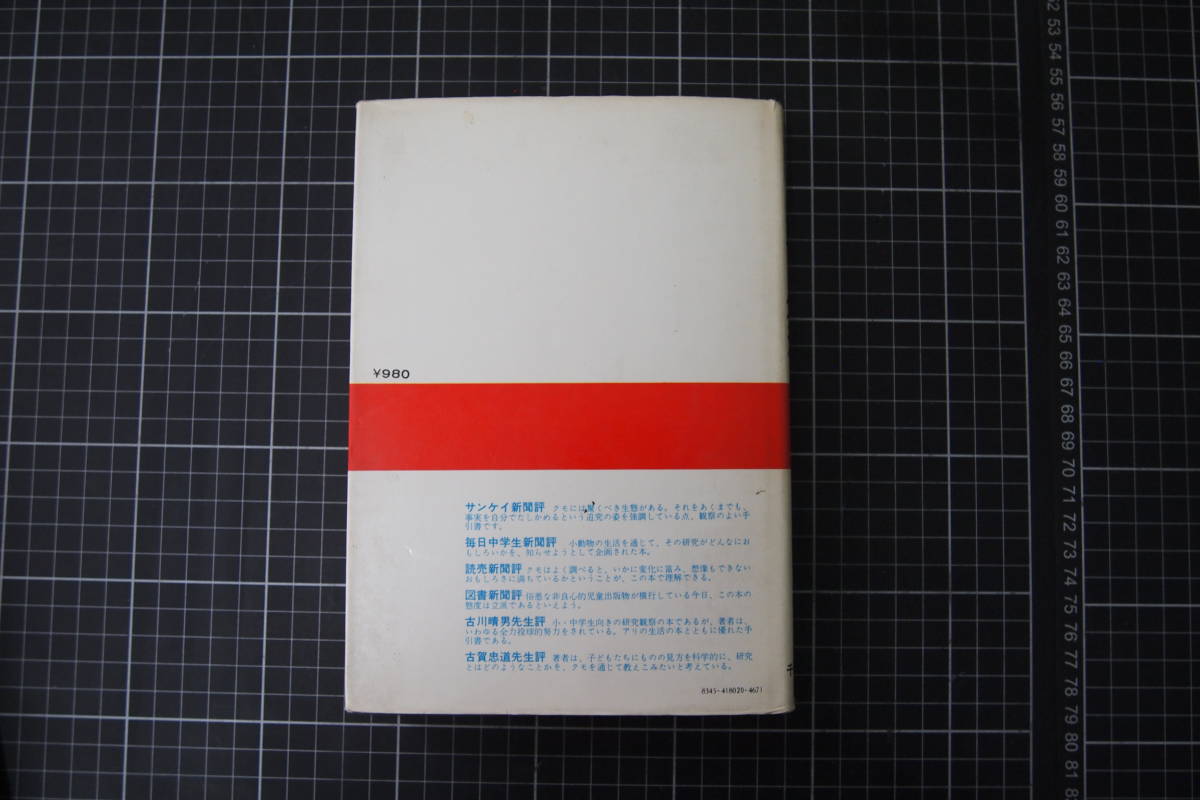 ¥980
サンケイ新聞評 クモには驚くべき生態がある。それをあくまでも、
事実を自分でたしかめるという追究の姿を強調している点、観察のよい手
引書です。
毎日中学生新聞評 小動物の生活を通じて、その研究がどんなにお
もしろいかを、知らせようとして企画された本。
読売新聞評 クモはよく調べると、いかに変化に富み、想像もできない
おもしろさに満ちているかということが、この本で理解できる。
図書新聞評 俗悪な非良心的児童出版物が横行している今日、この本の
態度は立派であるといえよう。
古川晴男先生評 小・中学生向きの研究観察の本であるが、著者は、
いわゆる全力投球的努力をされている。アリの生活の本とともに優れた手
引書である。
古賀忠道先生評 著者は、子どもたちにものの見方を科学的に、研究
とはどのようなことかを、クモを通じて教えこみたいと考えている。
8345-418020-4671
52
53
54
55
56
57
58
59
60
61
62
63
64
65
66
67
68
69
70
71
72
73
74
75
76
77
78
79
80
81